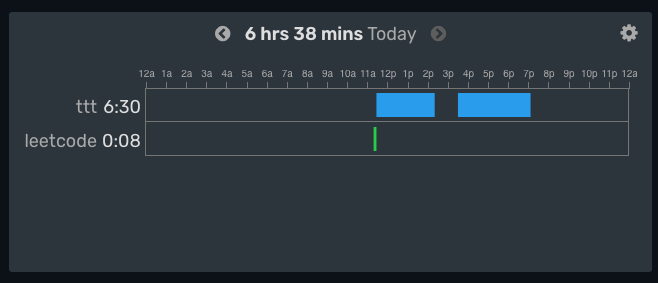 6 hrs 38 mins Today
12a 1a 2a 3a 4a 5a 6a 7a 8a 9a 10a 11a 12p 1p 2p 3p 4p 5p 6p 7p 8p 9p 10p 11p 12a
ttt 6:30
leetcode 0:08